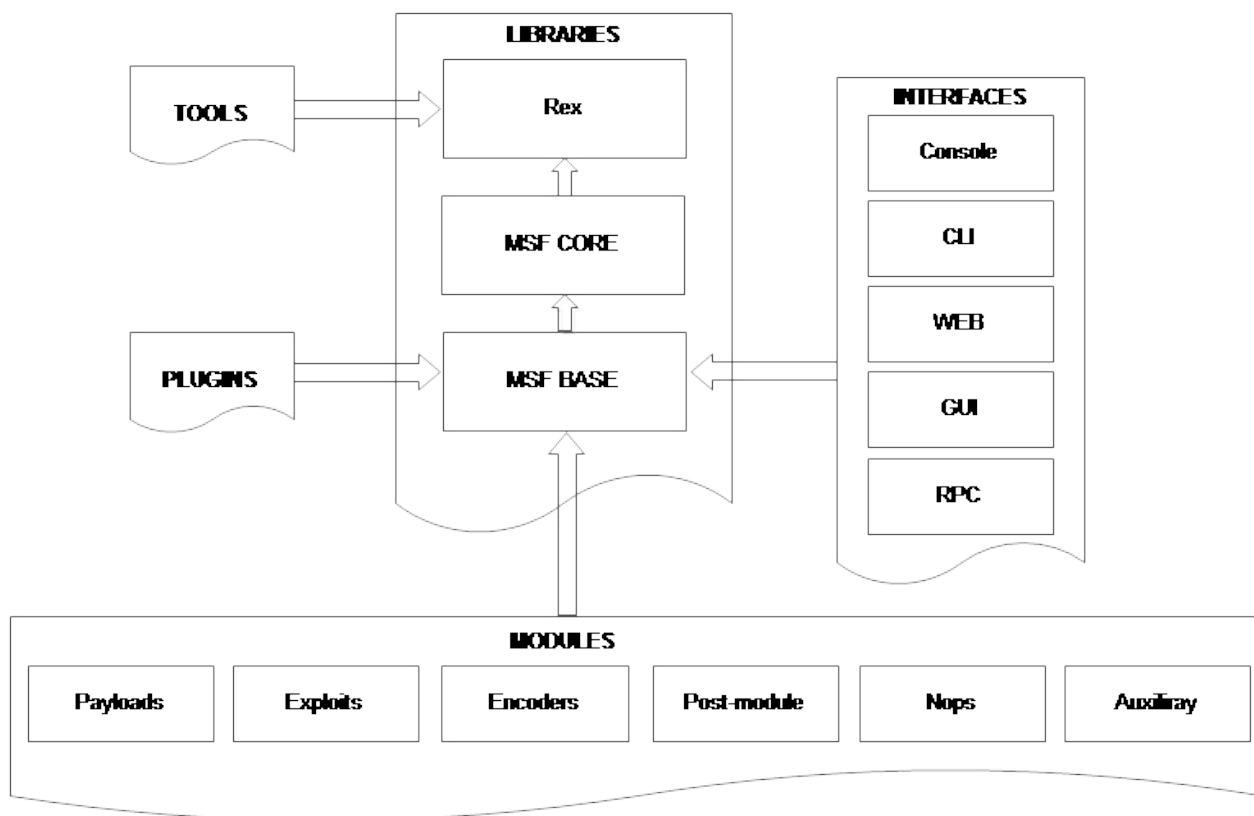 LIBRARIES
Rex
MSF CORE
MSF BASE
TOOLS
PLUGINS
INTERFACES
Console
CLI
WEB
GUI
RPC
MODULES
Payloads
Exploits
Encoders
Post-module
Nops
Auxiliray